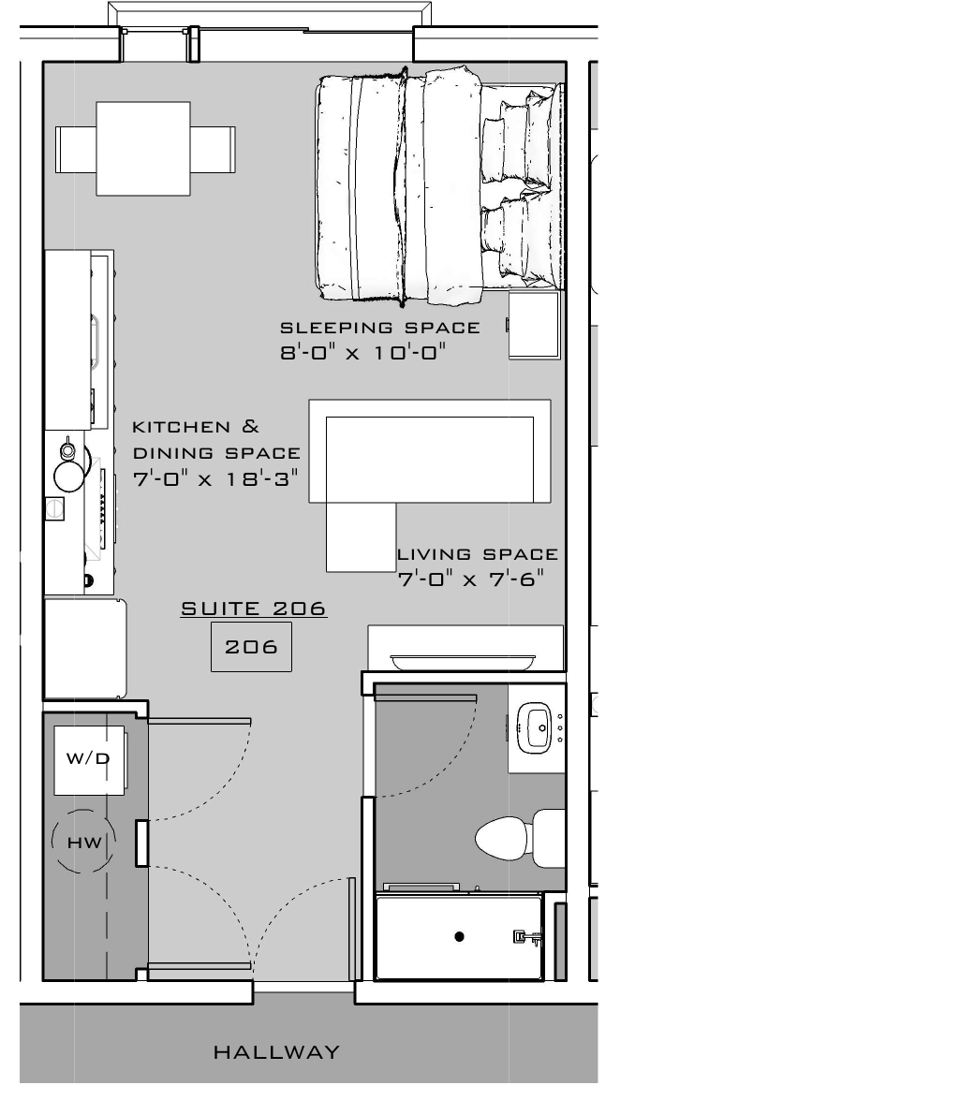 SLEEPING SPACE
8'-0" x 10'-0"
KITCHEN &
DINING SPACE
7'-0" x 18'-3"
LIVING SPACE
7'-0" x 7'-6"
SUITE 206
206
W/D
HW
HALLWAY